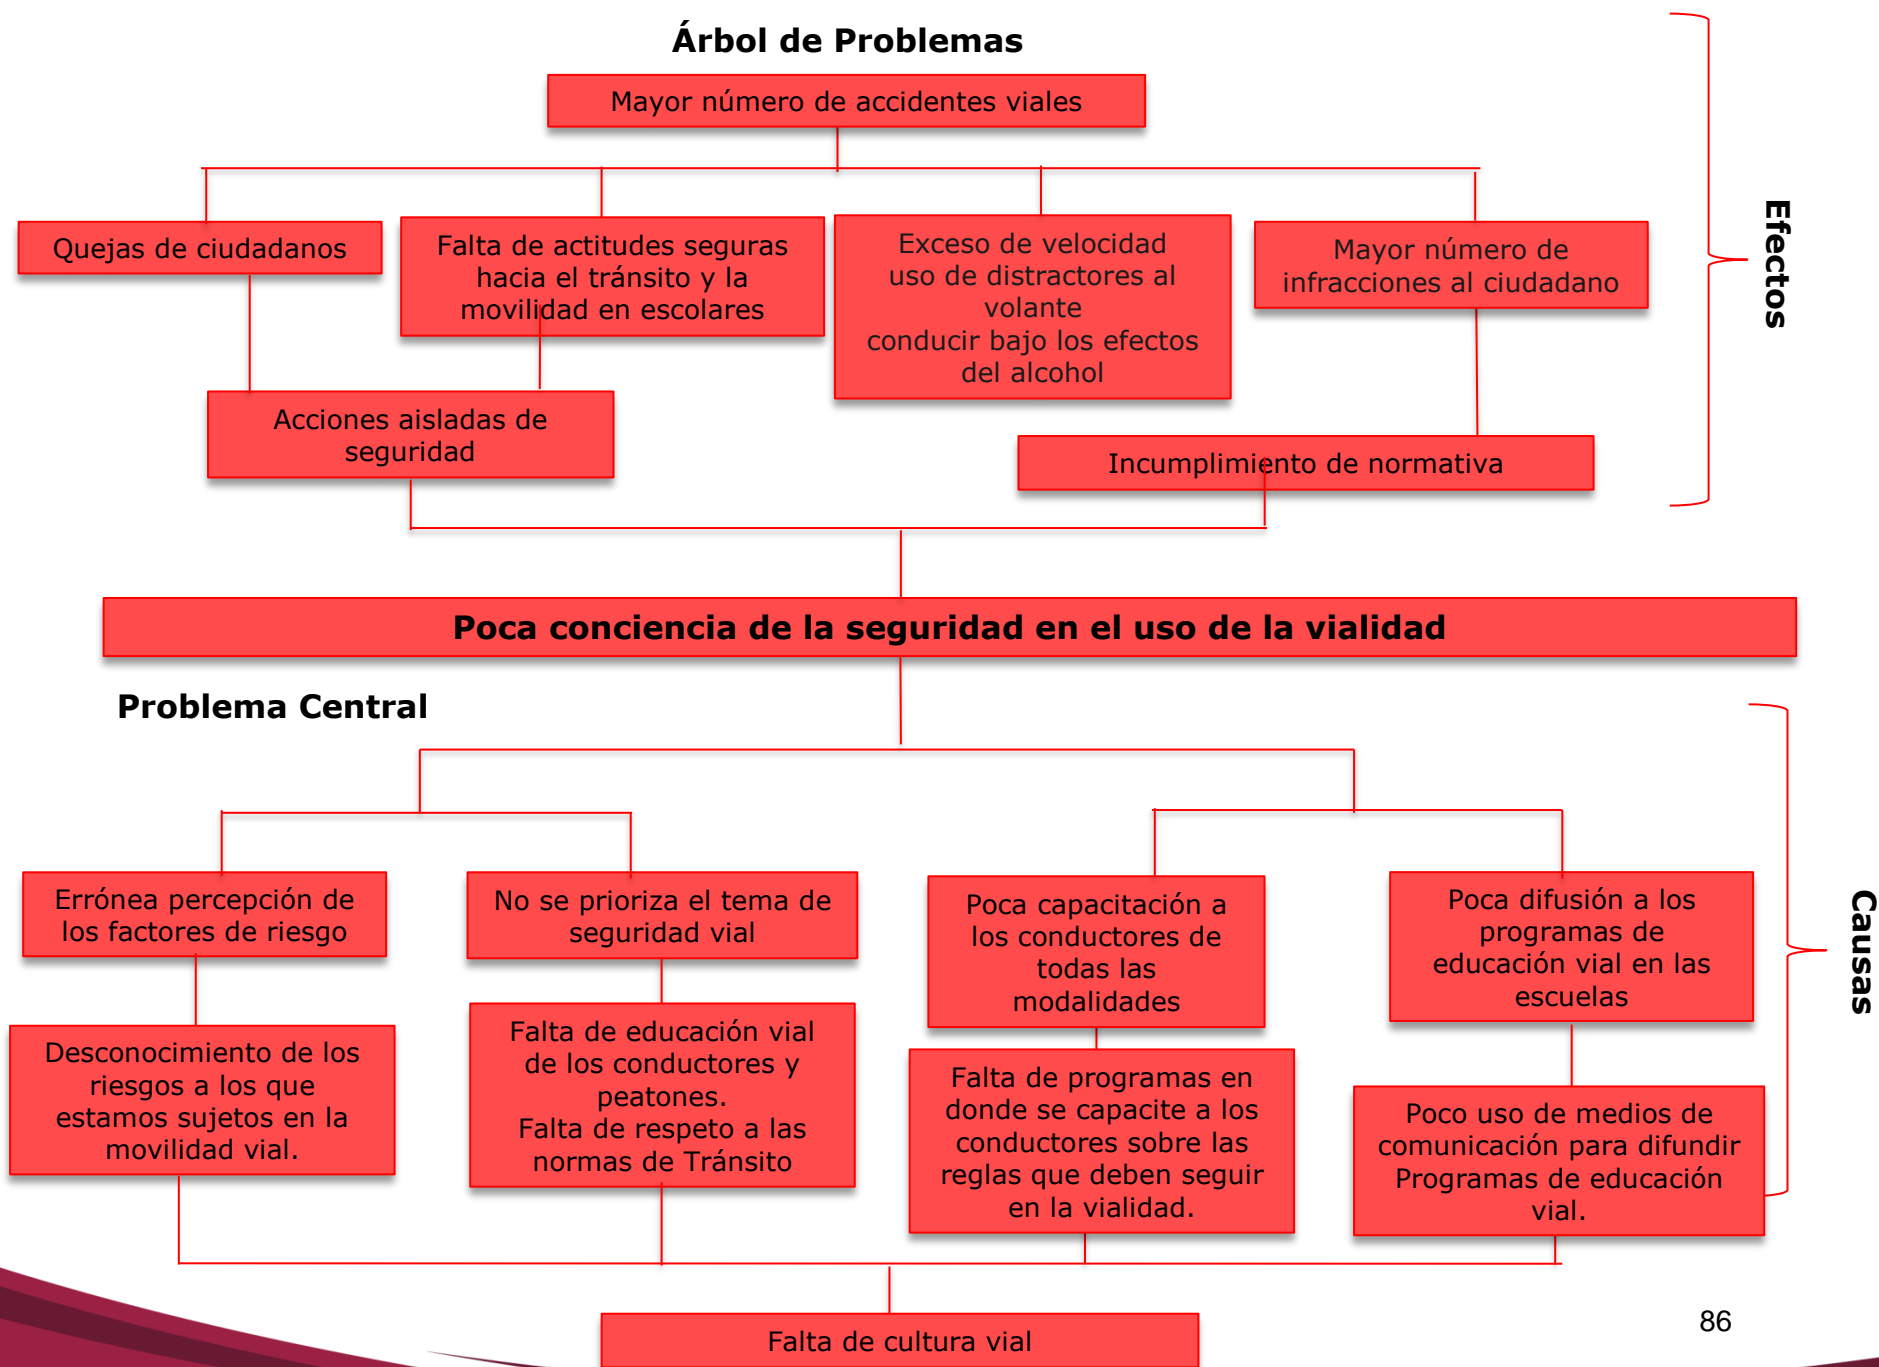 Árbol de Problemas
Mayor número de accidentes viales
Quejas de ciudadanos
Falta de actitudes seguras
hacia el tránsito y la
movilidad en escolares
Exceso de velocidad
uso de distractores al
volante
conducir bajo los efectos
del alcohol
Mayor número de
infracciones al ciudadano
Efectos
Acciones aisladas de
seguridad
Incumplimiento de normativa
Poca conciencia de la seguridad en el uso de la vialidad
Problema Central
Errónea percepción de
los factores de riesgo
No se prioriza el tema de
seguridad vial
Poca capacitación a
los conductores de
todas las
modalidades
Poca difusión a los
programas de
educación vial en las
escuelas
Causas
Desconocimiento de los
riesgos a los que
estamos sujetos en la
movilidad vial.
Falta de educación vial
de los conductores y
peatones.
Falta de respeto a las
normas de Tránsito
Falta de programas en
donde se capacite a los
conductores sobre las
reglas que deben seguir
en la vialidad.
Poco uso de medios de
comunicación para difundir
Programas de educación
vial.
Falta de cultura vial
86